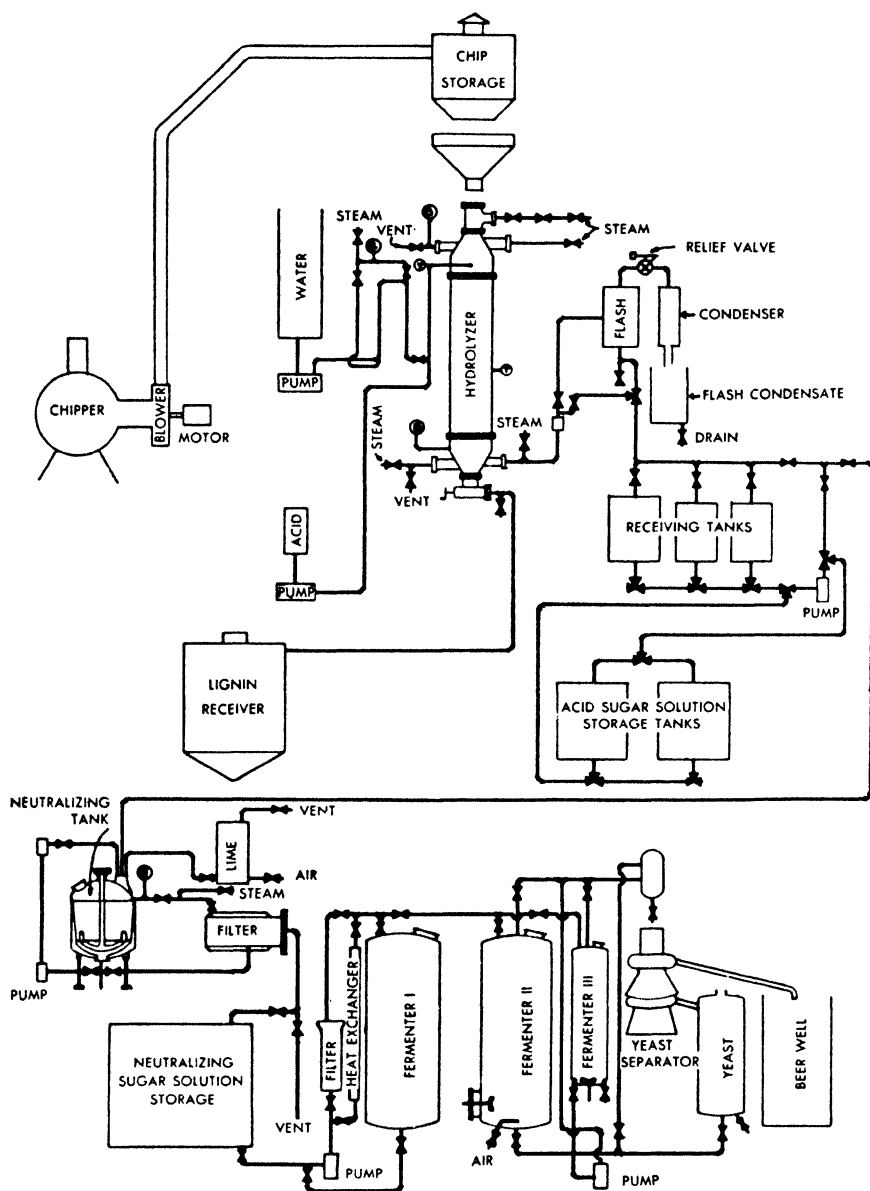 CHIP
STORAGE
STEAM
VENT
STEAM
WATER
RELIEF VALVE
FLASH
CONDENSER
HYDROLYZER
PUMP
CHIPPER
BLOWER
MOTOR
FLASH CONDENSATE
STEAM
STEAM
DRAIN
VENT
ACID
RECEIVING TANKS
PUMP
PUMP
LIGNIN
RECEIVER
ACID SUGAR SOLUTION
STORAGE TANKS
NEUTRALIZING
TANK
VENT
LIME
AIR
STEAM
FILTER
PUMP
HEAT EXCHANGER
FERMENTER I
FERMENTER II
FERMENTER III
YEAST
SEPARATOR
YEAST
BEER WELL
NEUTRALIZING
SUGAR SOLUTION
STORAGE
FILTER
VENT
PUMP
AIR
PUMP